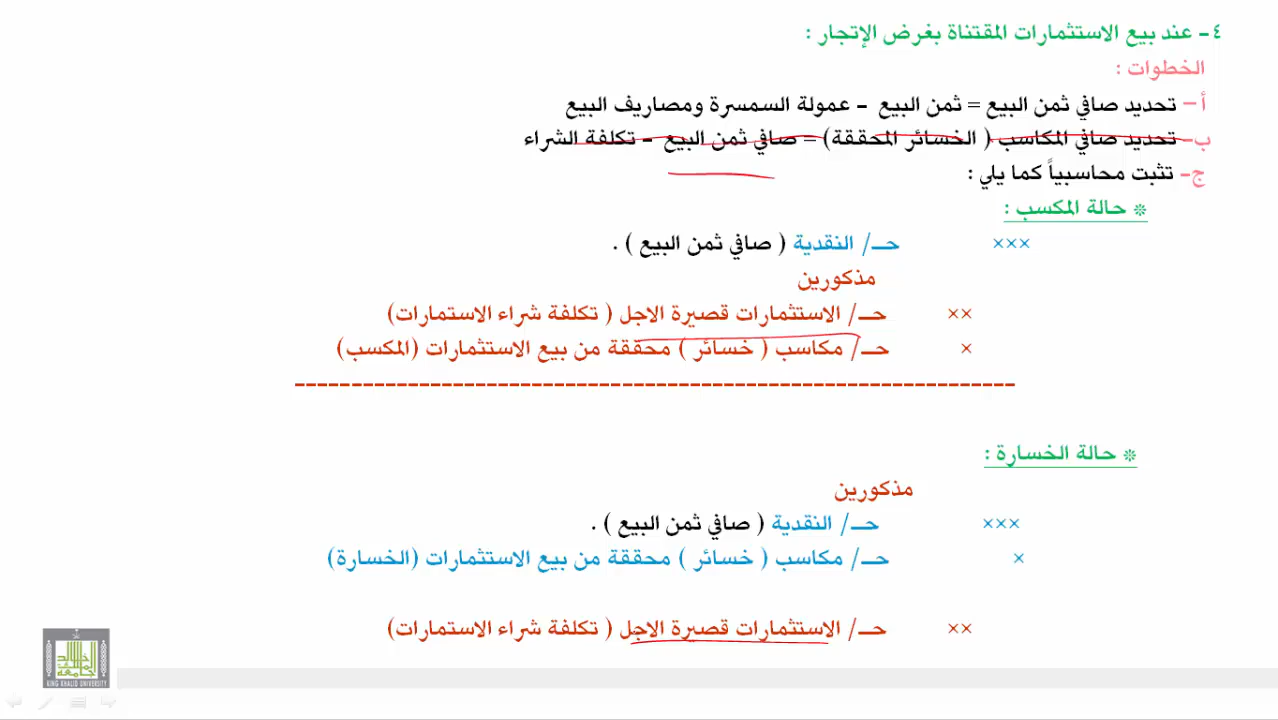 ٤- عند بيع الاستثمارات المقتناة بغرض الإتجار :
الخطوات :
أ- تحديد صافي ثمن البيع = ثمن البيع - عمولة السمسرة ومصاريف البيع
ب- تحديد صافي المكاسب ( الخسائر المحققة) = صافي ثمن البيع - تكلفة الشراء
ج- تثبت محاسبياً كما يلي :
* حالة المكسب :
××× حـ/ النقدية ( صافي ثمن البيع ) .
مذكورين
×× حـ/ الاستثمارات قصيرة الاجل ( تكلفة شراء الاستمارات)
× حـ/ مكاسب ( خسائر ) محققة من بيع الاستثمارات (المكسب)
* حالة الخسارة :
مذكورين
××× حـ/ النقدية ( صافي ثمن البيع ) .
× حـ/ مكاسب ( خسائر ) محققة من بيع الاستثمارات (الخسارة)
×× حـ/ الاستثمارات قصيرة الاجل ( تكلفة شراء الاستمارات)
KING KHALID UNIVERSITY